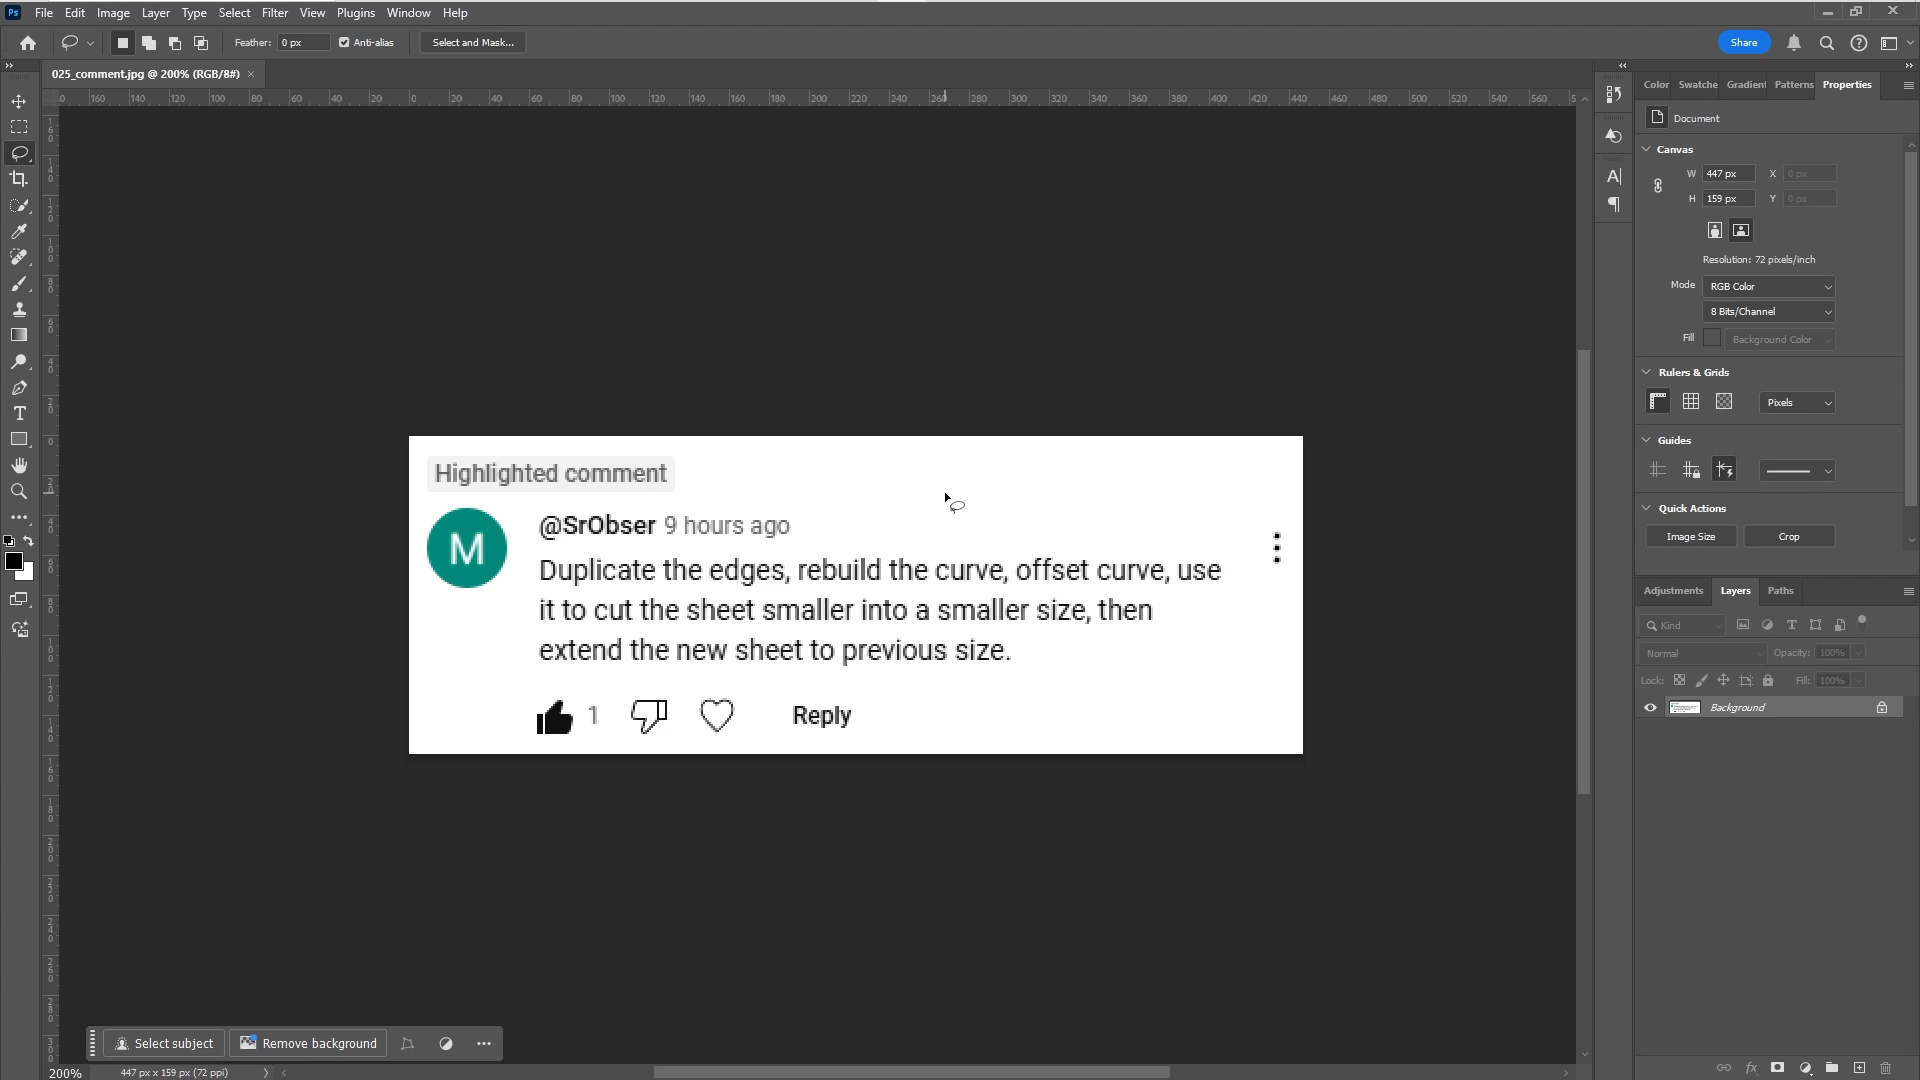 File Edit Image Layer Type Select Filter View Plugins Window Help
Feather: 0 px Anti-alias Select and Mask... Share
025_comment.jpg @ 200% (RGB/8#)
Color Swatche Gradient Patterns Properties
Document
Canvas
W 447 px X 0 px
H 159 px Y 0 px
Resolution: 72 pixels/inch
Mode RGB Color
8 Bits/Channel
Fill Background Color
Rulers & Grids
Pixels
Guides
Quick Actions
Image Size Crop
Adjustments Layers Paths
Kind
Normal Opacity: 100%
Lock: Fill: 100%
Background
Highlighted comment
M
@SrObser 9 hours ago
Duplicate the edges, rebuild the curve, offset curve, use
it to cut the sheet smaller into a smaller size, then
extend the new sheet to previous size.
1 Reply
Select subject Remove background
200% 447 px x 159 px (72 ppi)